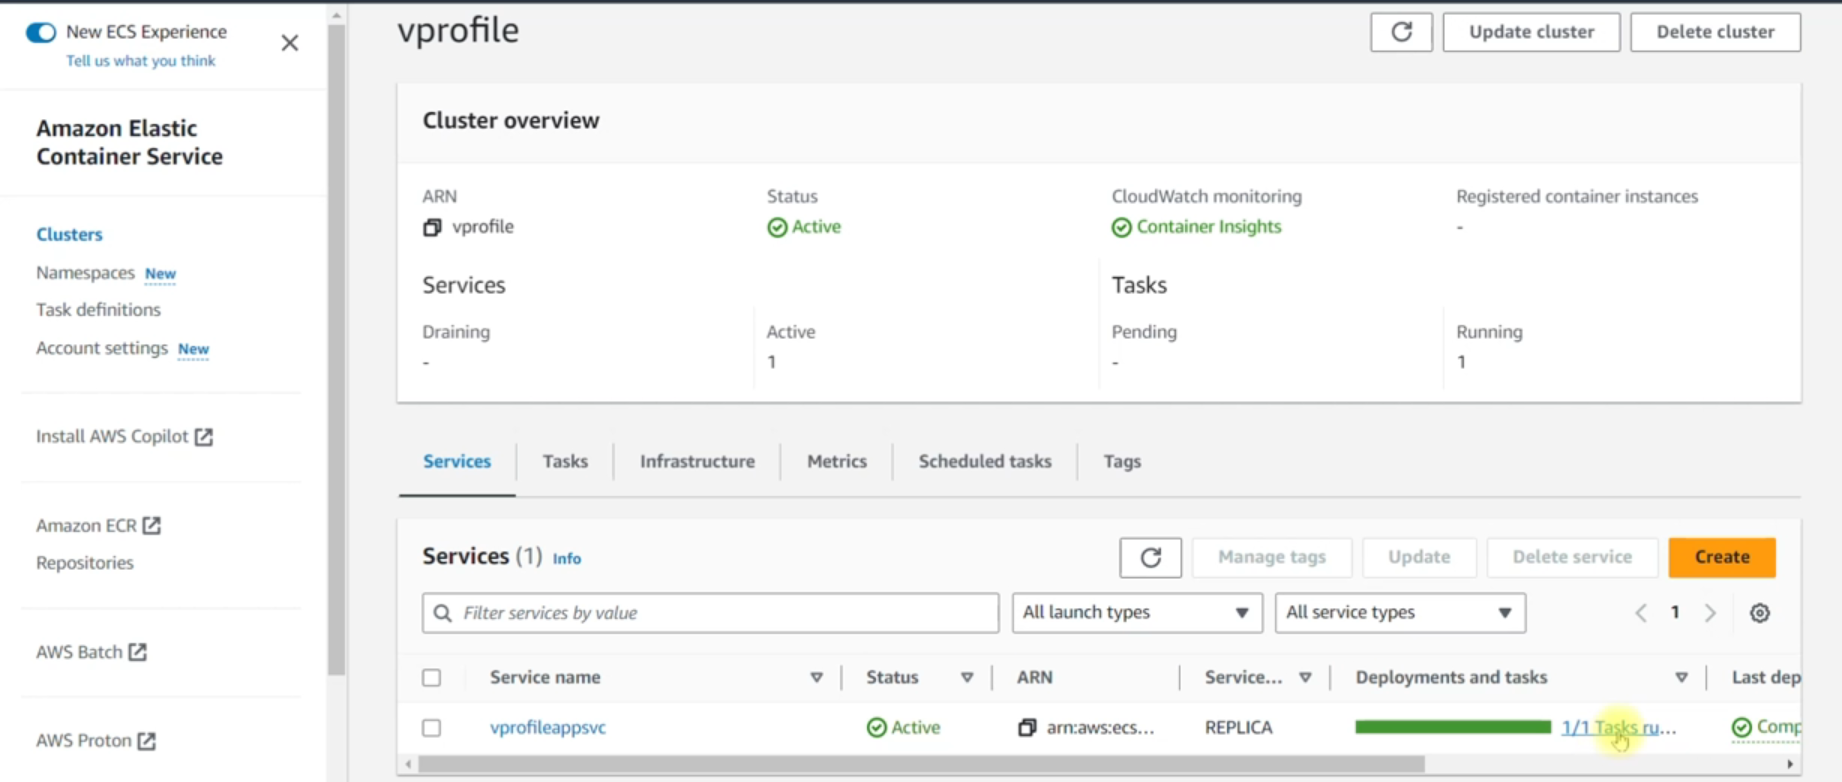 New ECS Experience
Tell us what you think
Amazon Elastic
Container Service
Clusters
Namespaces New
Task definitions
Account settings New
Install AWS Copilot
Amazon ECR
Repositories
AWS Batch
AWS Proton
vprofile
Update cluster
Delete cluster
Cluster overview
ARN
vprofile
Status
Active
CloudWatch monitoring
Container Insights
Registered container instances
-
Services
Draining
-
Active
1
Tasks
Pending
-
Running
1
Services Tasks Infrastructure Metrics Scheduled tasks Tags
Services (1) Info
Manage tags Update Delete service Create
Filter services by value All launch types All service types 1
Service name Status ARN Service... Deployments and tasks Last dep
vprofileappsvc Active arn:aws:ecs... REPLICA 1/1 Tasks ru... Comp